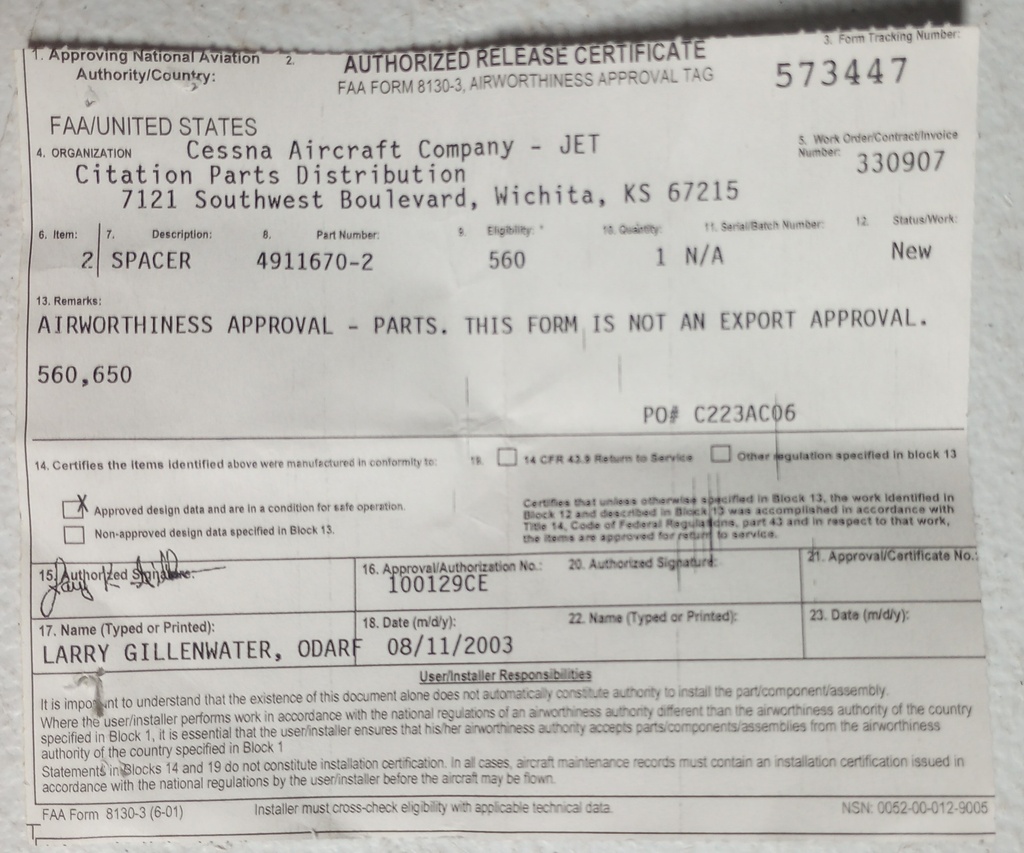 1. Approving National Aviation Authority/Country:
2. AUTHORIZED RELEASE CERTIFICATE
FAA FORM 8130-3, AIRWORTHINESS APPROVAL TAG
3. Form Tracking Number:
573447
FAA/UNITED STATES
4. ORGANIZATION Cessna Aircraft Company - JET
Citation Parts Distribution
7121 Southwest Boulevard, Wichita, KS 67215
5. Work Order/Contract/Invoice
Number: 330907
6. Item: 7. Description: 8. Part Number: 9. Eligibility: * 10. Quantity: 11. Serial/Batch Number: 12. Status/Work:
2 SPACER 4911670-2 560 1 N/A New
13. Remarks:
AIRWORTHINESS APPROVAL - PARTS. THIS FORM IS NOT AN EXPORT APPROVAL.
560,650
PO# C223AC06
14. Certifies the items identified above were manufactured in conformity to:
X Approved design data and are in a condition for safe operation.
Non-approved design data specified in Block 13.
19. 14 CFR 43.9 Return to Service Other regulation specified in block 13
Certifies that unless otherwise specified in Block 13, the work identified in
Block 12 and described in Block 13 was accomplished in accordance with
Title 14, Code of Federal Regulations, part 43 and in respect to that work,
the items are approved for return to service.
15. Authorized Signature:
16. Approval/Authorization No.:
100129CE
20. Authorized Signature:
21. Approval/Certificate No.:
17. Name (Typed or Printed):
LARRY GILLENWATER, ODARF
18. Date (m/d/y):
08/11/2003
22. Name (Typed or Printed):
23. Date (m/d/y):
User/Installer Responsibilities
It is important to understand that the existence of this document alone does not automatically constitute authority to install the part/component/assembly.
Where the user/installer performs work in accordance with the national regulations of an airworthiness authority different than the airworthiness authority of the country
specified in Block 1, it is essential that the user/installer ensures that his/her airworthiness authority accepts parts/components/assemblies from the airworthiness
authority of the country specified in Block 1
Statements in Blocks 14 and 19 do not constitute installation certification. In all cases, aircraft maintenance records must contain an installation certification issued in
accordance with the national regulations by the user/installer before the aircraft may be flown.
FAA Form 8130-3 (6-01) Installer must cross-check eligibility with applicable technical data. NSN: 0052-00-012-9005